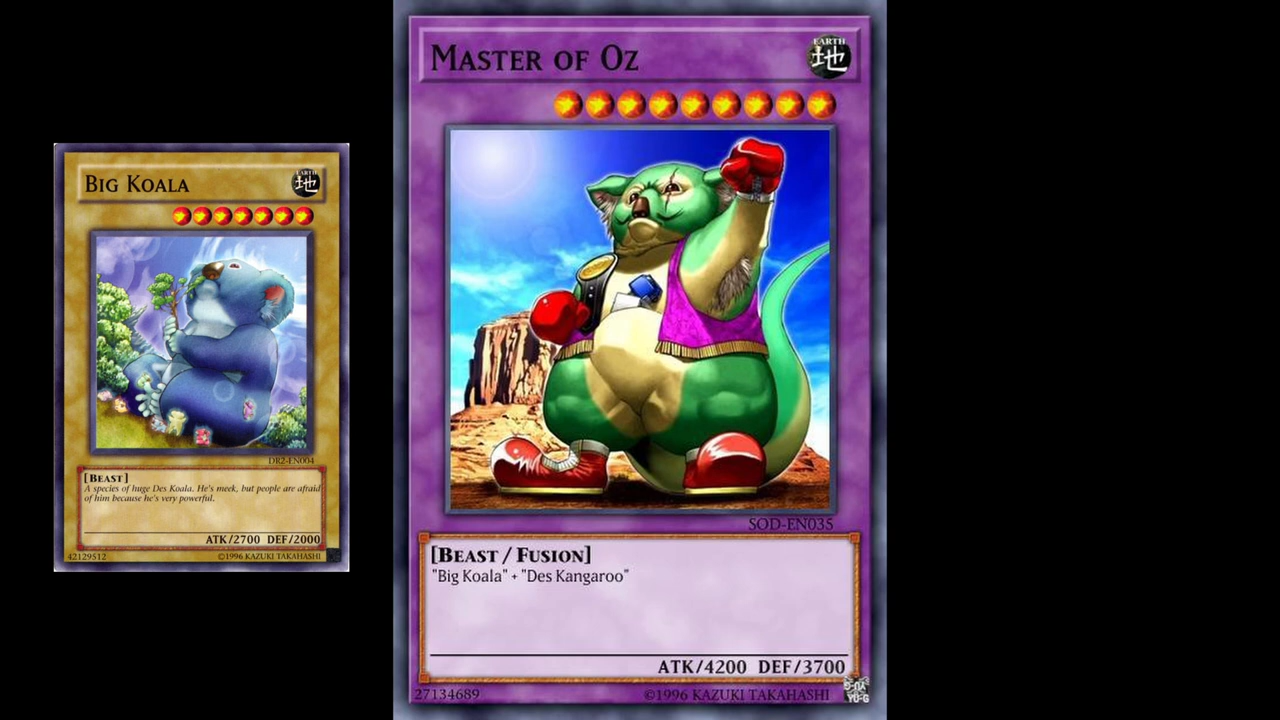 BIG KOALA
EARTH
地
DR2-EN004
[BEAST]
A species of huge Des Koala. He's meek, but people are afraid
of him because he's very powerful.
ATK/2700 DEF/2000
42129512
©1996 KAZUKI TAKAHASHI
MASTER OF OZ
EARTH
地
SOD-EN035
[BEAST / FUSION]
"Big Koala" + "Des Kangaroo"
ATK/4200 DEF/3700
27134689
©1996 KAZUKI TAKAHASHI